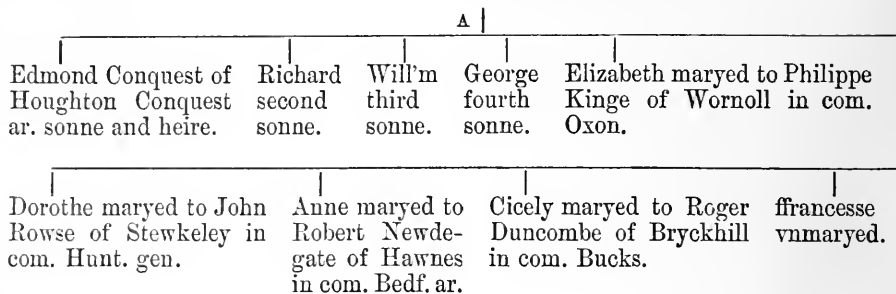 A
Edmond Conquest of
Houghton Conquest
ar. sonne and heire.
Richard
second
sonne.
Will'm
third
sonne.
George
fourth
sonne.
Elizabeth maryed to Philippe
Kinge of Wornoll in com.
Oxon.
Dorothe maryed to John
Rowse of Stewkeley in
com. Hunt. gen.
Anne maryed to
Robert Newde-
gate of Hawnes
in com. Bedf. ar.
Cicely maryed to Roger
Duncombe of Bryckhill
in com. Bucks.
ffrancesse
vnmaryed.